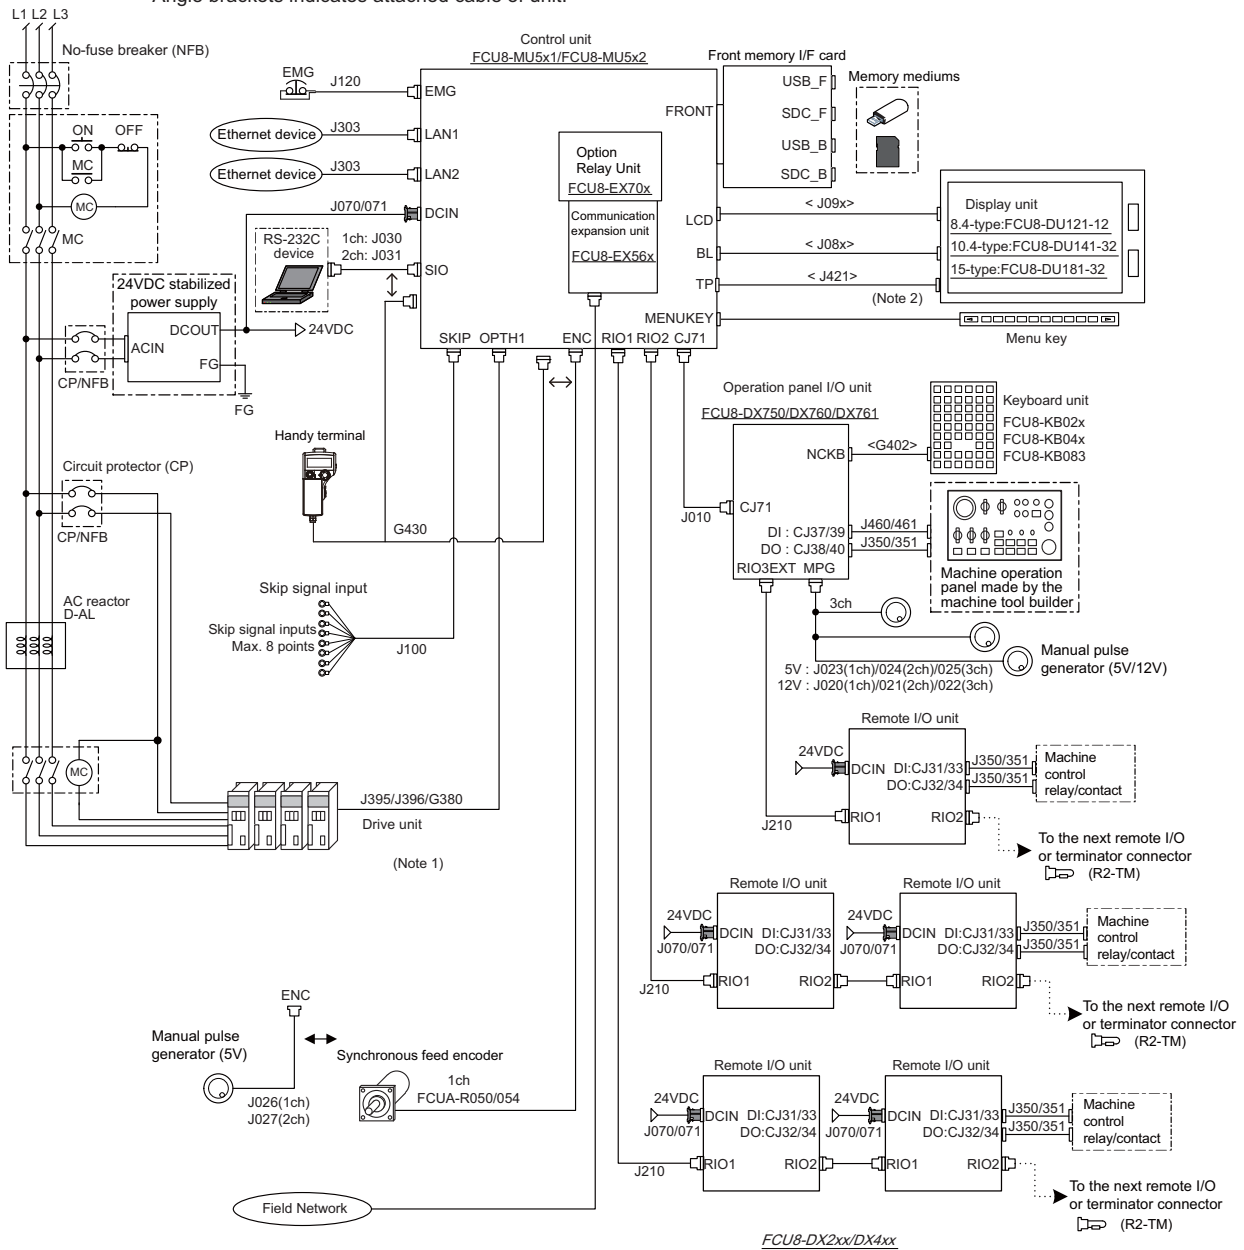 Angle brackets indicates attached cable or unit.
L1 L2 L3
No-fuse breaker (NFB)
ON OFF
MC
MC
MC
24VDC stabilized
power supply
DCOUT
ACIN
FG
24VDC
FG
CP/NFB
Circuit protector (CP)
CP/NFB
AC reactor
D-AL
MC
Control unit
FCU8-MU5x1/FCU8-MU5x2
EMG
J120
EMG
Ethernet device
J303
LAN1
Ethernet device
J303
LAN2
J070/071
DCIN
RS-232C
device
1ch: J030
2ch: J031
SIO
Option
Relay Unit
FCU8-EX70x
Communication
expansion unit
FCU8-EX56x
SKIP OPTH1 ENC RIO1 RIO2 CJ71
FRONT
LCD
BL
TP
MENUKEY
Front memory I/F card
USB_F
SDC_F
USB_B
SDC_B
Memory mediums
< J09x>
< J08x>
< J421>
(Note 2)
Display unit
8.4-type:FCU8-DU121-12
10.4-type:FCU8-DU141-32
15-type:FCU8-DU181-32
Menu key
Handy terminal
G430
Skip signal input
Skip signal inputs
Max. 8 points
J100
J395/J396/G380
Drive unit
(Note 1)
Operation panel I/O unit
FCU8-DX750/DX760/DX761
NCKB
<G402>
Keyboard unit
FCU8-KB02x
FCU8-KB04x
FCU8-KB083
J010
CJ71
DI : CJ37/39
DO : CJ38/40
J460/461
J350/351
RIO3EXT MPG
Machine operation
panel made by the
machine tool builder
3ch
Manual pulse
generator (5V/12V)
5V : J023(1ch)/024(2ch)/025(3ch)
12V : J020(1ch)/021(2ch)/022(3ch)
Remote I/O unit
24VDC
DCIN DI:CJ31/33
DO:CJ32/34
J350/351
J350/351
Machine
control
relay/contact
J210
RIO1 RIO2
To the next remote I/O
or terminator connector
(R2-TM)
Remote I/O unit
Remote I/O unit
24VDC
DCIN DI:CJ31/33
J070/071
DO:CJ32/34
24VDC
DCIN DI:CJ31/33
J070/071
DO:CJ32/34
J350/351
J350/351
Machine
control
relay/contact
J210
RIO1 RIO2
RIO1 RIO2
To the next remote I/O
or terminator connector
(R2-TM)
ENC
Manual pulse
generator (5V)
J026(1ch)
J027(2ch)
Synchronous feed encoder
1ch
FCUA-R050/054
Remote I/O unit
Remote I/O unit
24VDC
DCIN DI:CJ31/33
J070/071
DO:CJ32/34
24VDC
DCIN DI:CJ31/33
J070/071
DO:CJ32/34
J350/351
J350/351
Machine
control
relay/contact
J210
RIO1 RIO2
RIO1 RIO2
To the next remote I/O
or terminator connector
(R2-TM)
Field Network
FCU8-DX2xx/DX4xx